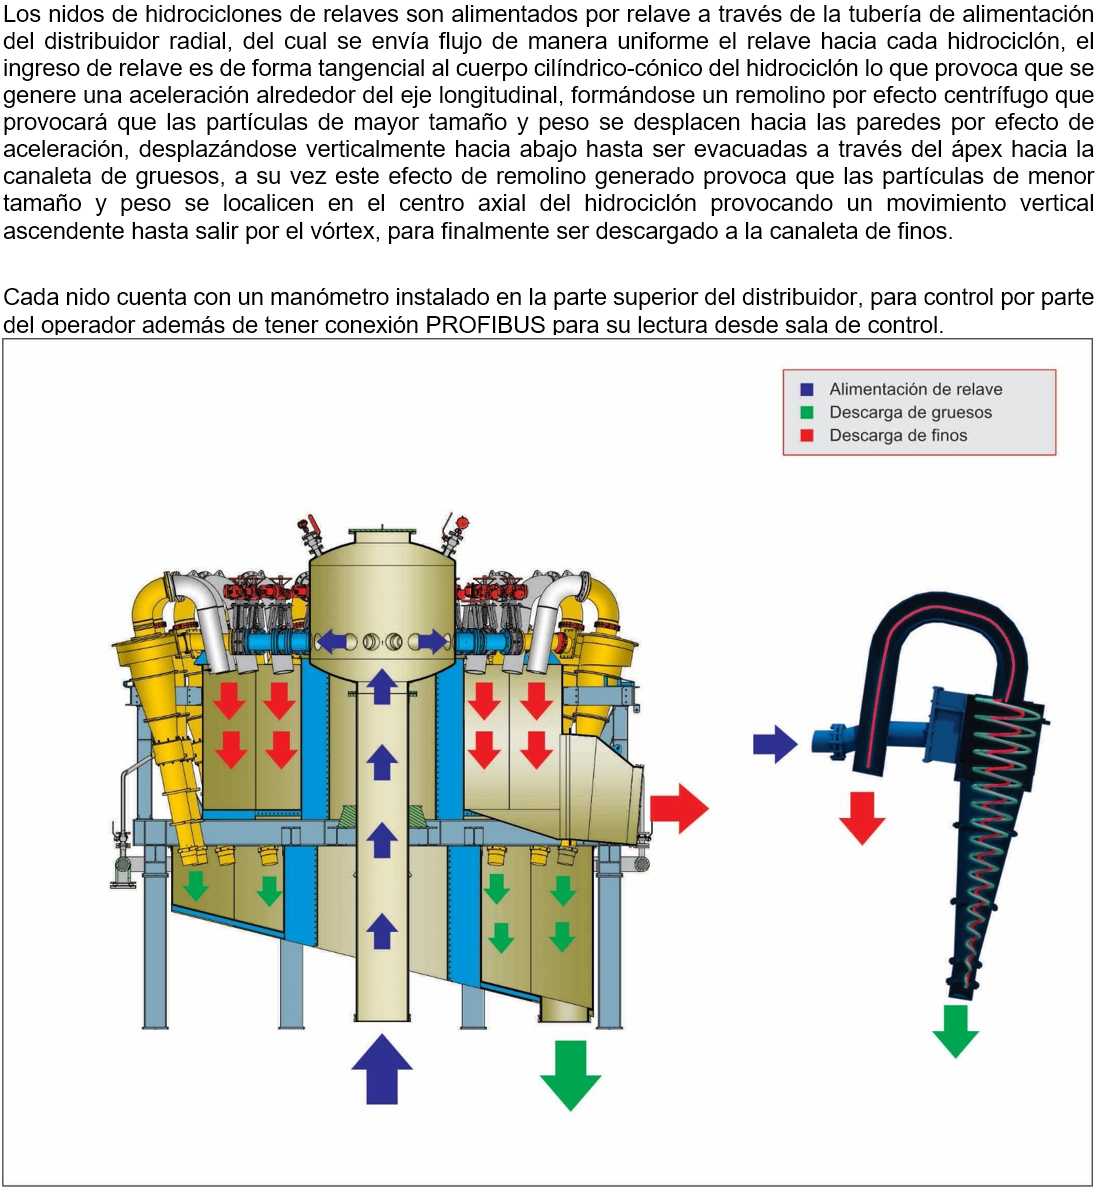 Los nidos de hidrociclones de relaves son alimentados por relave a través de la tubería de alimentación
del distribuidor radial, del cual se envía flujo de manera uniforme el relave hacia cada hidrociclón, el
ingreso de relave es de forma tangencial al cuerpo cilíndrico-cónico del hidrociclón lo que provoca que se
genere una aceleración alrededor del eje longitudinal, formándose un remolino por efecto centrífugo que
provocará que las partículas de mayor tamaño y peso se desplacen hacia las paredes por efecto de
aceleración, desplazándose verticalmente hacia abajo hasta ser evacuadas a través del ápex hacia la
canaleta de gruesos, a su vez este efecto de remolino generado provoca que las partículas de menor
tamaño y peso se localicen en el centro axial del hidrociclón provocando un movimiento vertical
ascendente hasta salir por el vórtex, para finalmente ser descargado a la canaleta de finos.
Cada nido cuenta con un manómetro instalado en la parte superior del distribuidor, para control por parte
del operador además de tener conexión PROFIBUS para su lectura desde sala de control.
Alimentación de relave
Descarga de gruesos
Descarga de finos